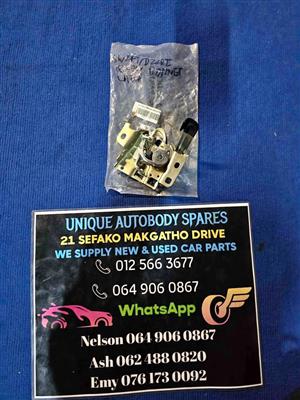 BONNET
UNIQUE AUTOBODY SPARES
21 SEFAKO MAKGATHO DRIVE
WE SUPPLY NEW & USED CAR PARTS
012 566 3677
064 906 0867
WhatsApp
Nelson 064 906 0867
Ash 062 488 0820
Emy 076 173 0092